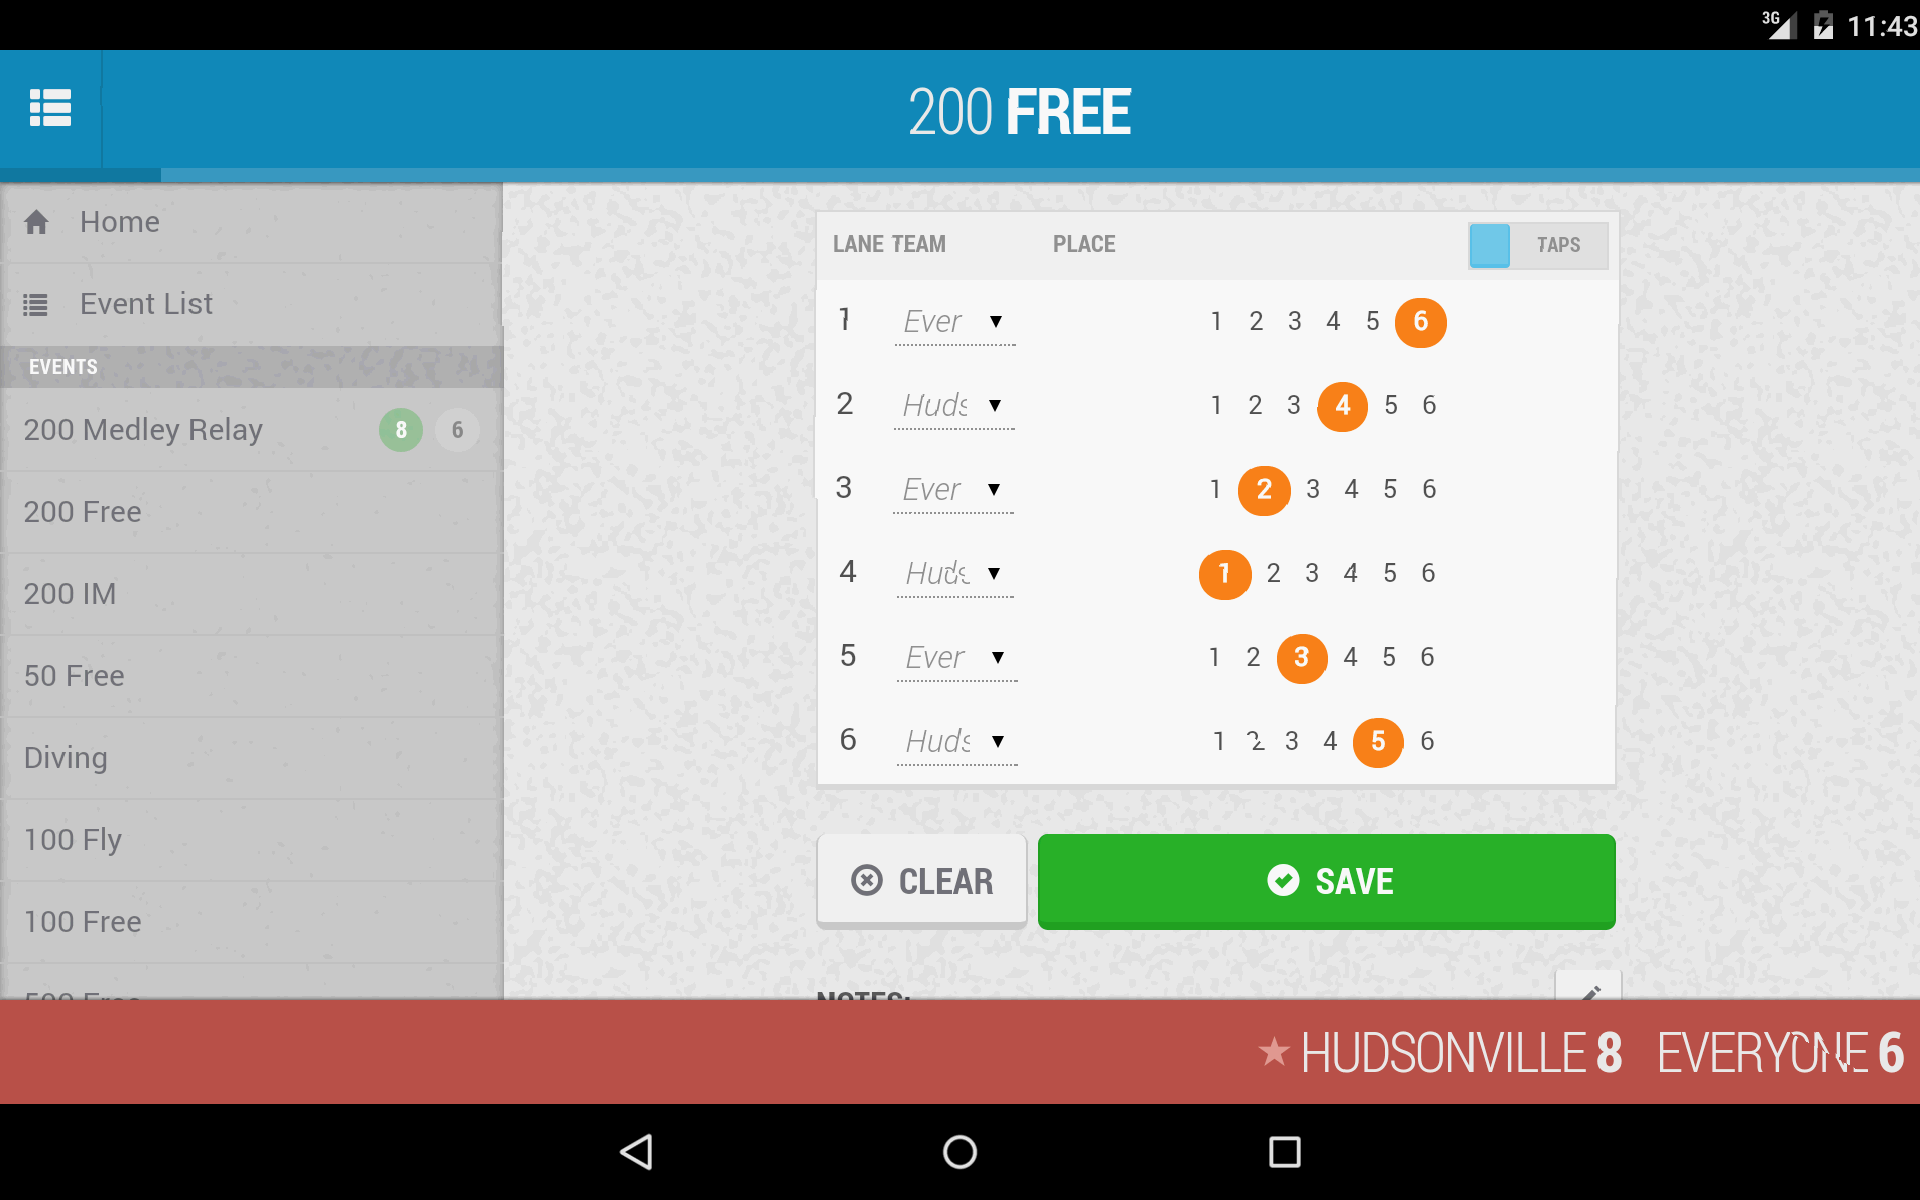 3G 11:43
200 FREE
Home
Event List
EVENTS
200 Medley Relay 8 6
200 Free
200 IM
50 Free
Diving
100 Fly
100 Free
500 Free
LANE TEAM PLACE TAPS
1 Ever 1 2 3 4 5 6
2 Huds 1 2 3 4 5 6
3 Ever 1 2 3 4 5 6
4 Huds 1 2 3 4 5 6
5 Ever 1 2 3 4 5 6
6 Huds 1 2 3 4 5 6
CLEAR SAVE
NOTES:
HUDSONVILLE 8 EVERYONE 6